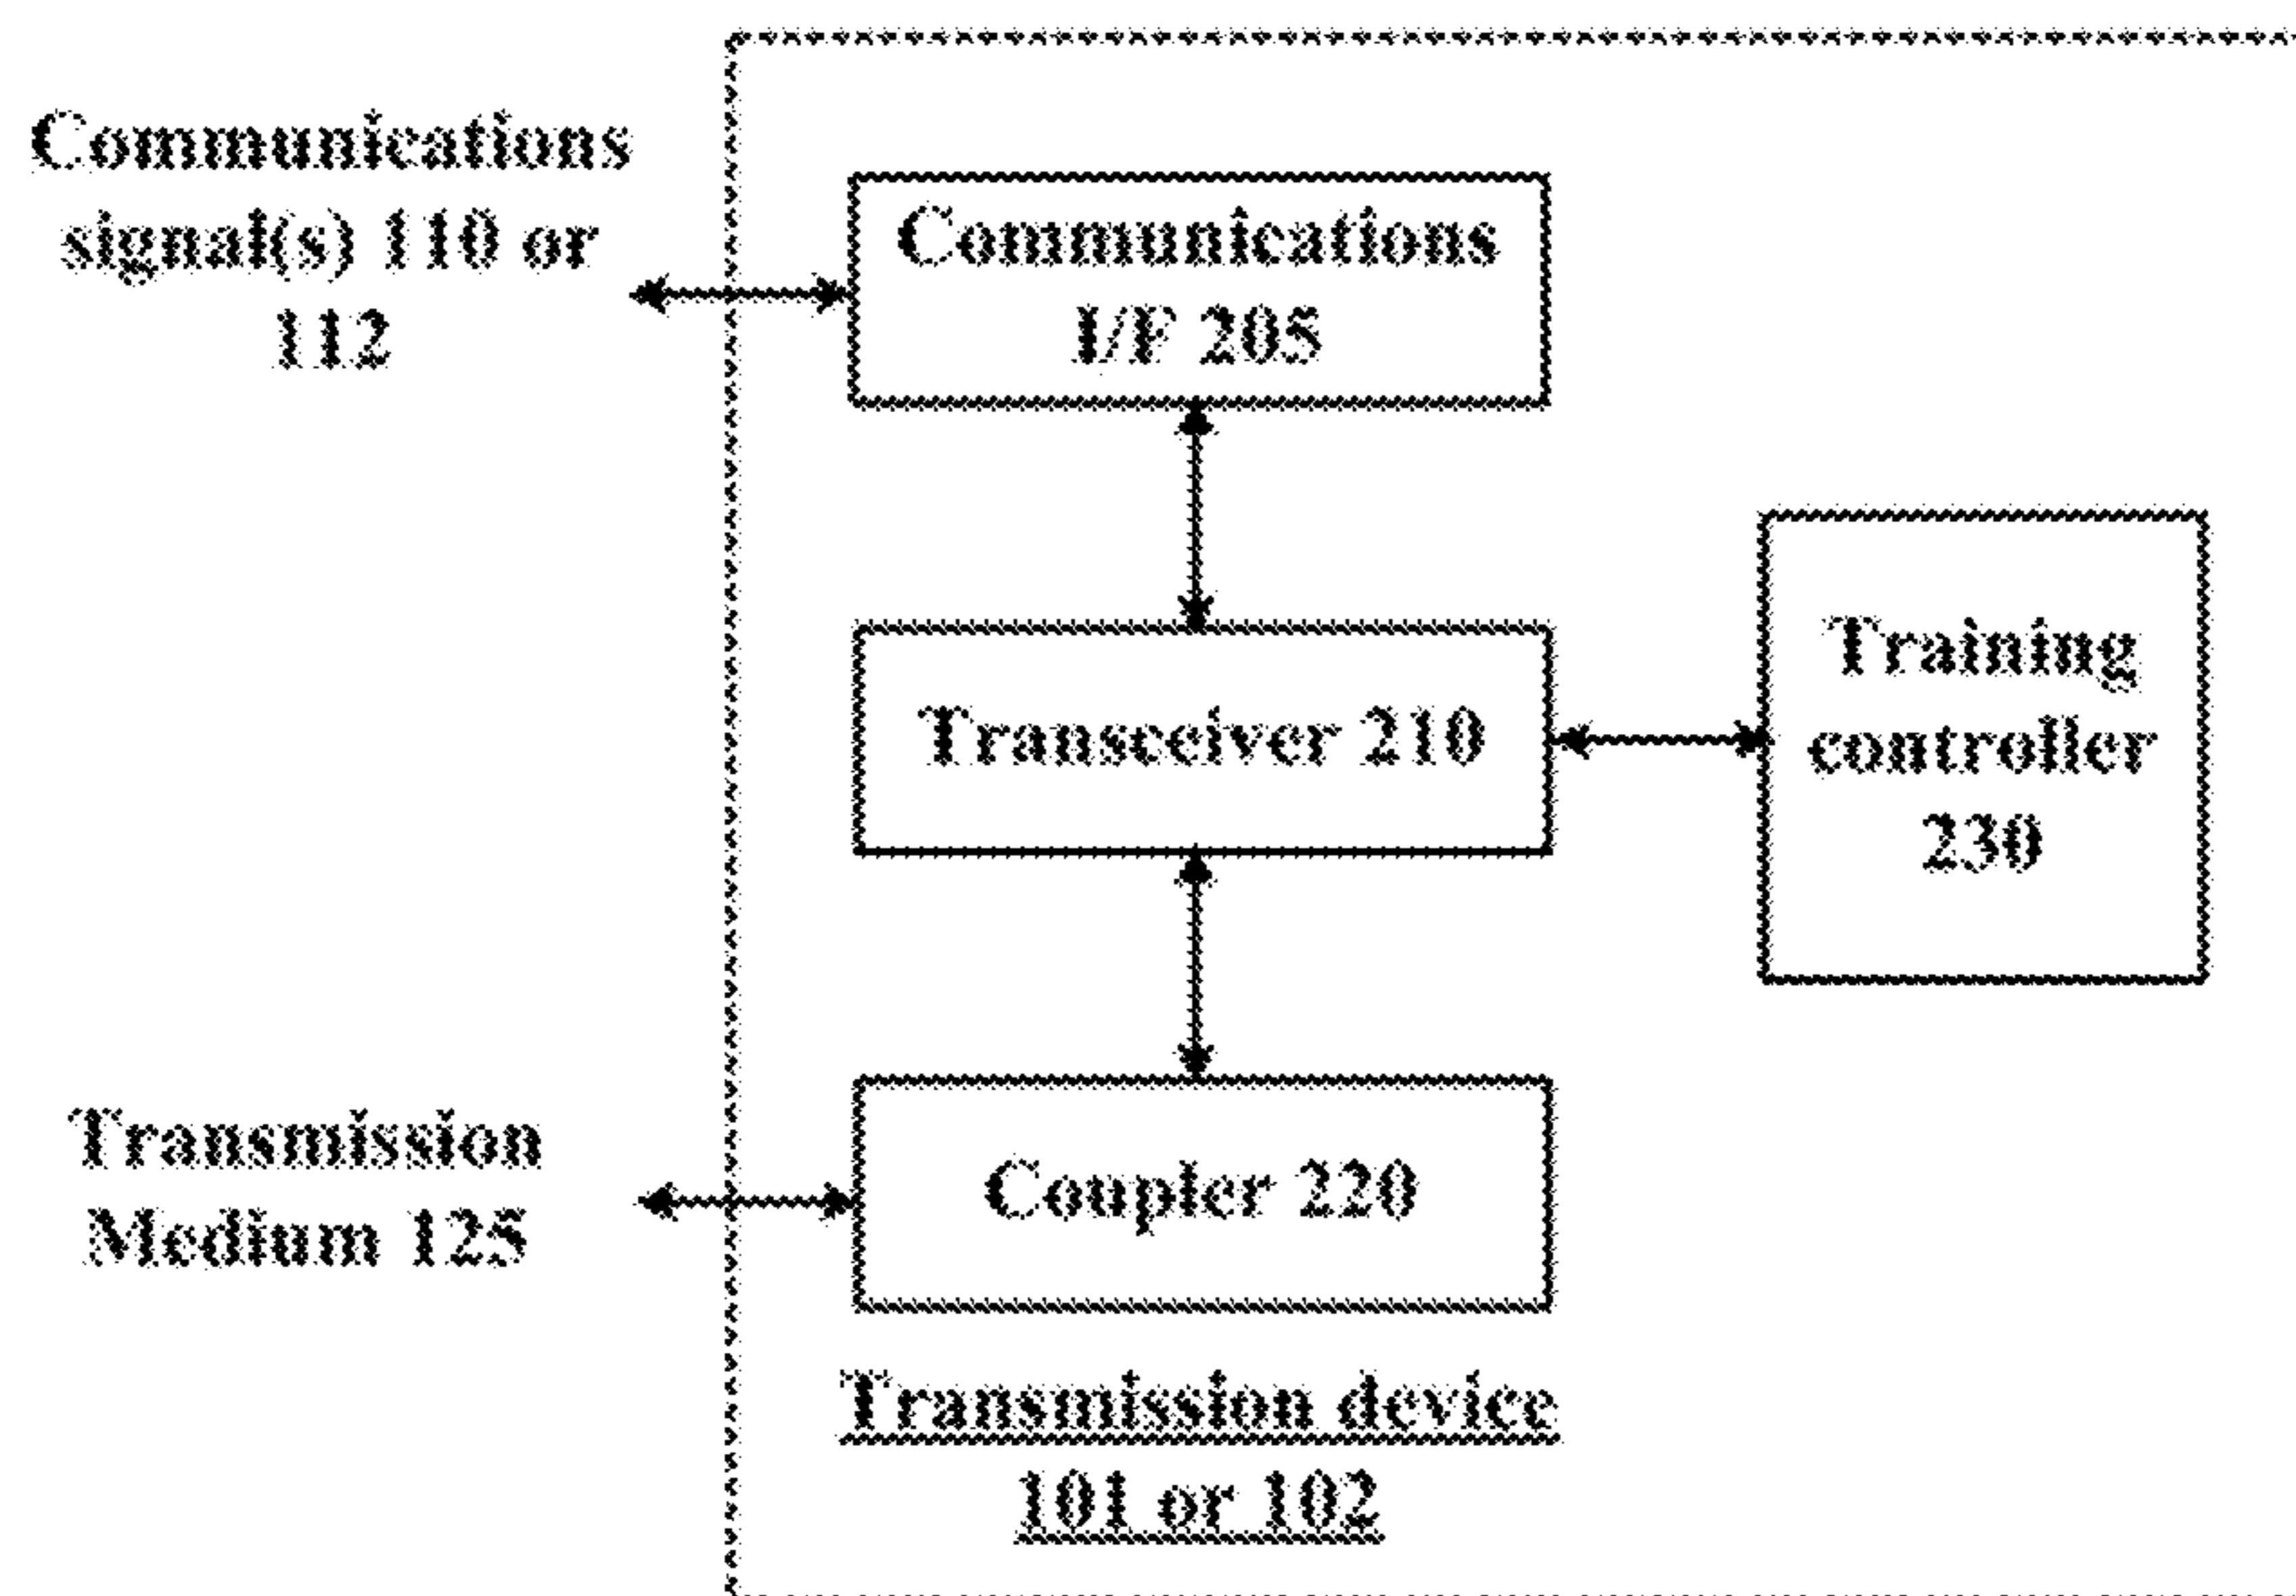 Communications
signal(s) 110 or
112
Communications
I/F 205
Transceiver 210
Training
controller
230
Transmission
Medium 125
Coupler 220
Transmission device
101 or 102